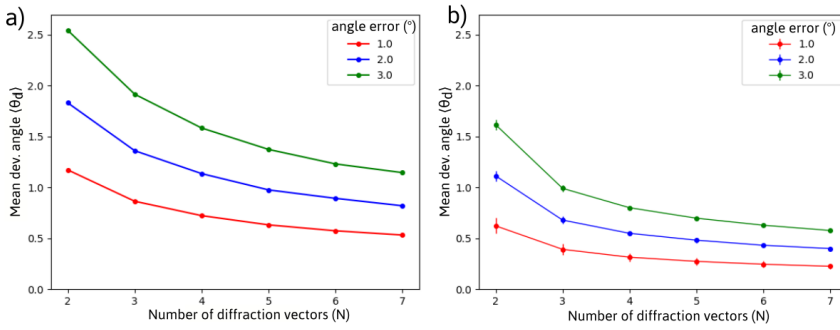 a)
angle error (°)
1.0
2.0
3.0
2.5
2.0
1.5
1.0
0.5
0.0
Mean dev. angle ⟨θd⟩
2 3 4 5 6 7
Number of diffraction vectors (N)
b)
angle error (°)
1.0
2.0
3.0
2.5
2.0
1.5
1.0
0.5
0.0
Mean dev. angle ⟨θd⟩
2 3 4 5 6 7
Number of diffraction vectors (N)